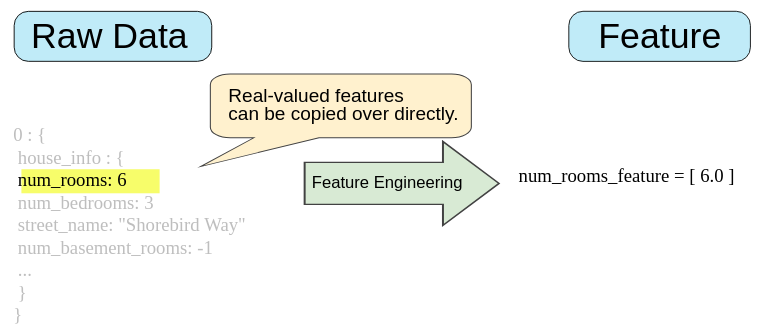 Raw Data
Feature
Real-valued features
can be copied over directly.
0 : {
house_info : {
num_rooms: 6
num_bedrooms: 3
street_name: "Shorebird Way"
num_basement_rooms: -1
...
}
}
Feature Engineering
num_rooms_feature = [ 6.0 ]